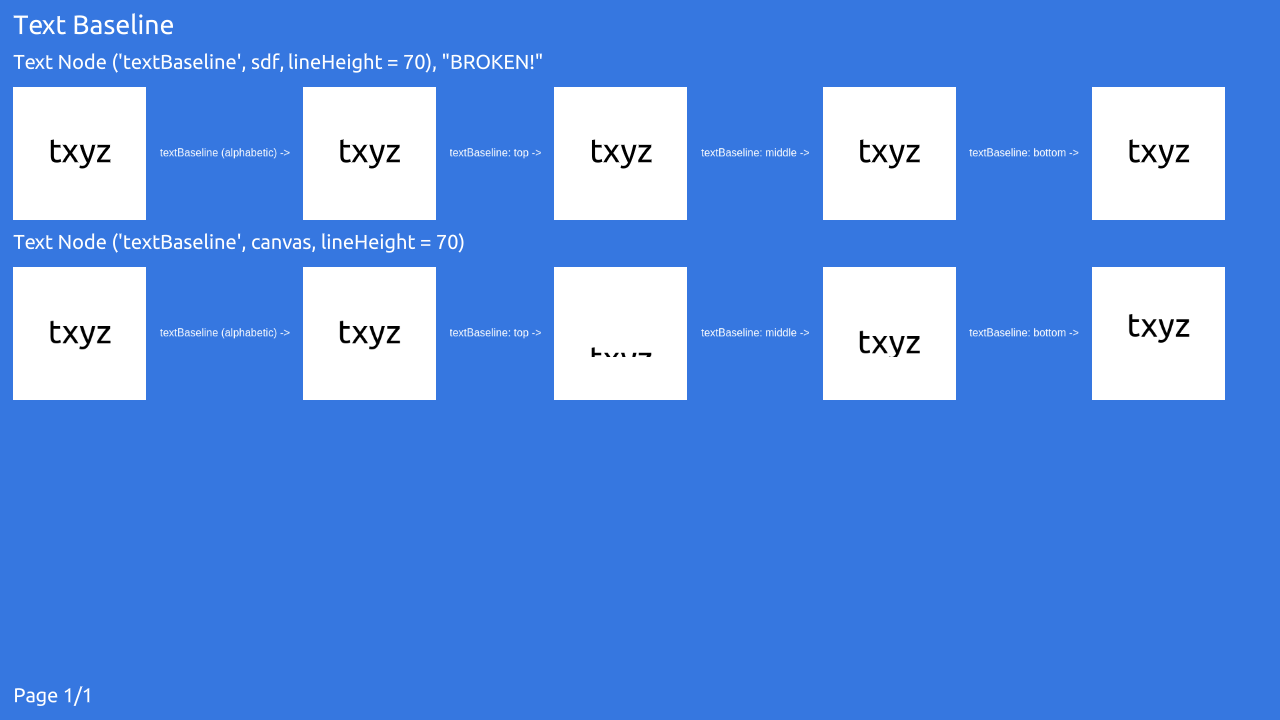 Text Baseline
Text Node ('textBaseline', sdf, lineHeight = 70), "BROKEN!"
txyz textBaseline (alphabetic) -> txyz textBaseline: top -> txyz textBaseline: middle -> txyz textBaseline: bottom -> txyz
Text Node ('textBaseline', canvas, lineHeight = 70)
txyz textBaseline (alphabetic) -> txyz textBaseline: top -> txyz textBaseline: middle -> txyz textBaseline: bottom -> txyz
Page 1/1